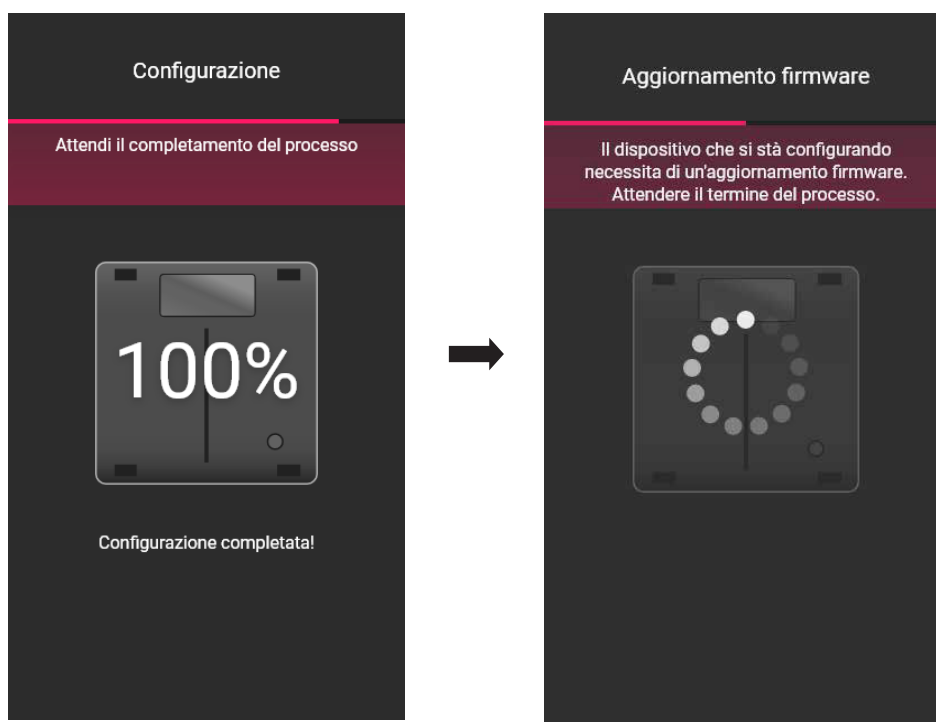 Configurazione
Attendi il completamento del processo
100%
Configurazione completata!
Aggiornamento firmware
Il dispositivo che si stà configurando
necessita di un'aggiornamento firmware.
Attendere il termine del processo.